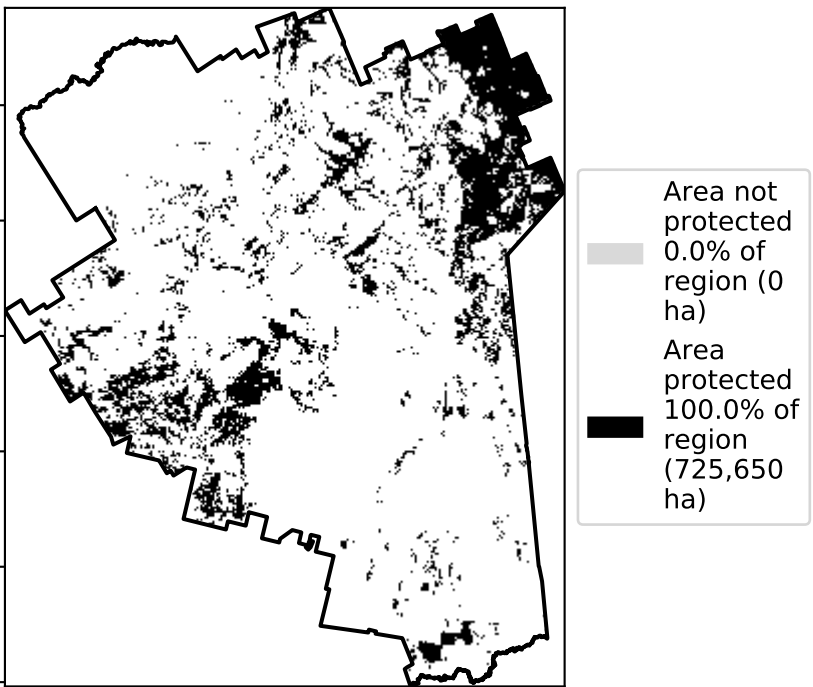 Area not
protected
0.0% of
region (0
ha)
Area
protected
100.0% of
region
(725,650
ha)